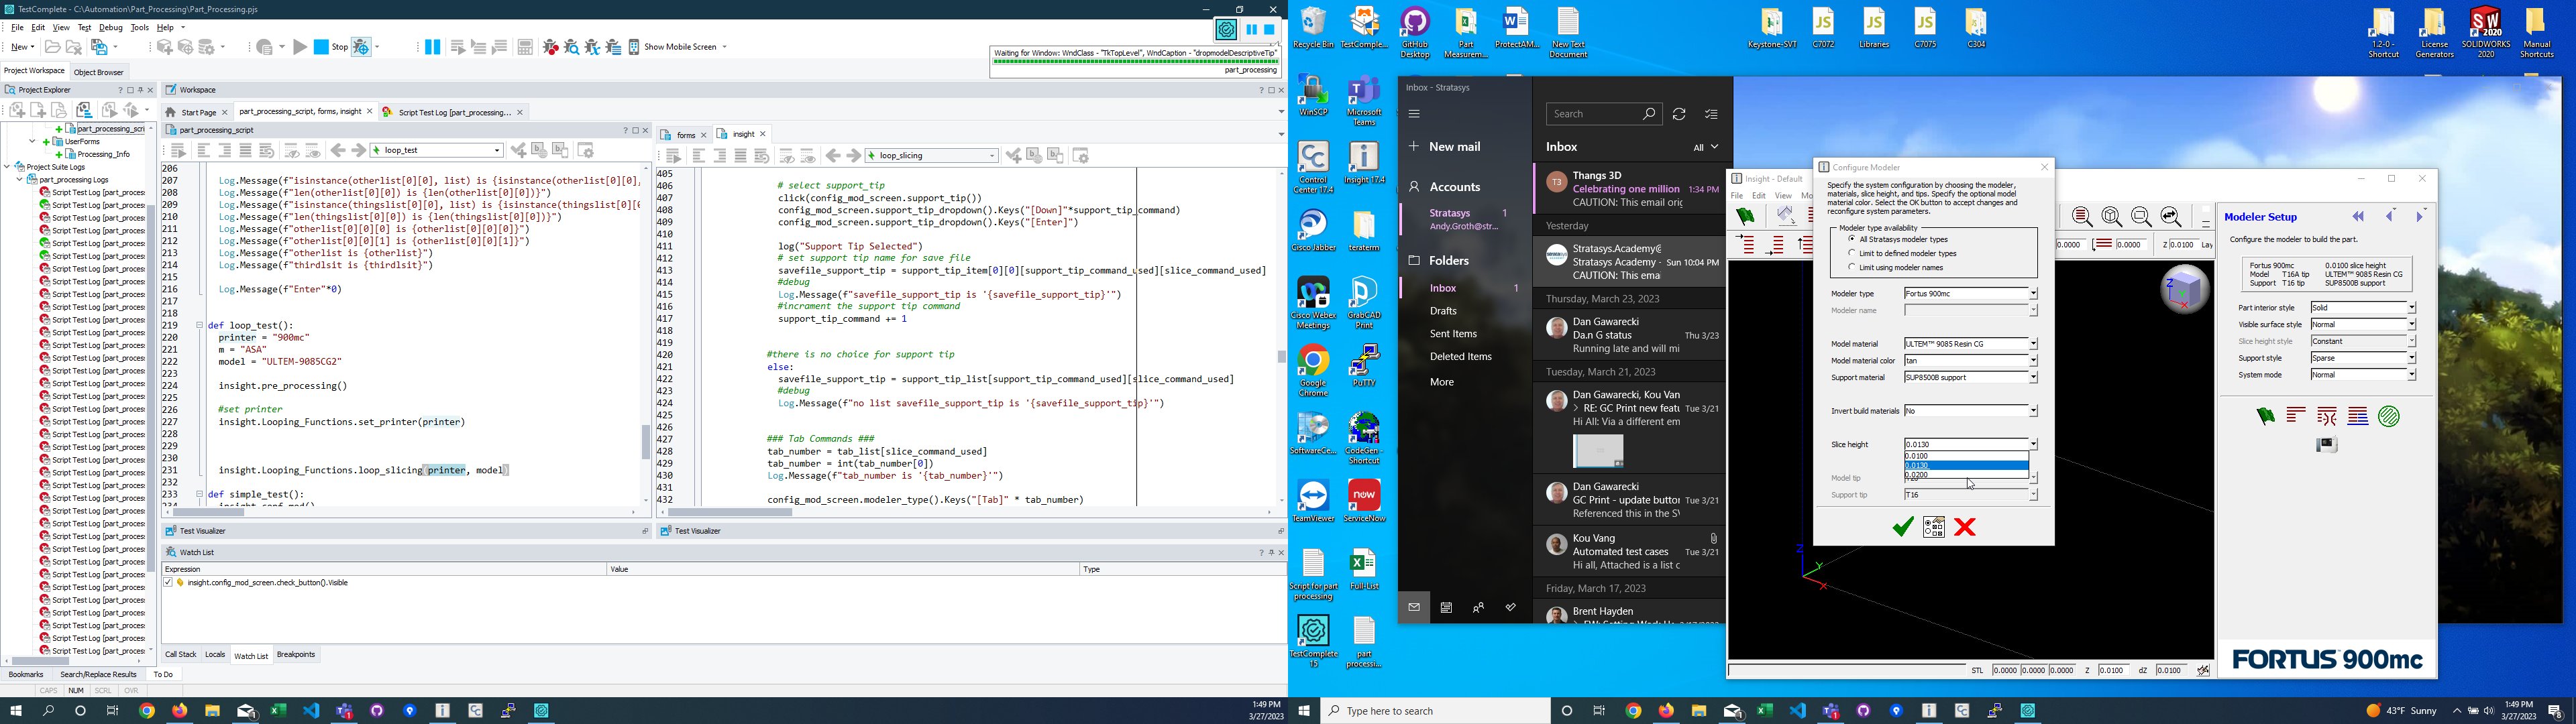 TestComplete - C:\Automation\Part_Processing\Part_Processing.pjs
File Edit View Test Debug Tools Help
New Stop Show Mobile Screen
Waiting for Window: WndClass - "TkTopLevel", WndCaption - "dropmodelDescriptiveTip"
part_processing
Project Workspace Object Browser
Project Explorer
part_processing_scri
UserForms
Processing_Info
Project Suite Logs
part_processing Logs
Script Test Log [part_proces:
Workspace
Start Page part_processing_script, forms, insight Script Test Log [part_processing...
part_processing_script
loop_test
206
207 Log.Message(f"isinstance(otherlist[0][0], list) is {isinstance(otherlist[0][0],
208 Log.Message(f"len(otherlist[0][0]) is {len(otherlist[0][0])}")
209 Log.Message(f"isinstance(thingslist[0][0], list) is {isinstance(thingslist[0][0
210 Log.Message(f"len(thingslist[0][0]) is {len(thingslist[0][0])}")
211 Log.Message(f"otherlist[0][0][0] is {otherlist[0][0][0]}")
212 Log.Message(f"otherlist[0][0][1] is {otherlist[0][0][1]}")
213 Log.Message(f"otherlist is {otherlist}")
214 Log.Message(f"thirdlsit is {thirdlsit}")
215
216 Log.Message(f"Enter"*0)
217
218
219 def loop_test():
220 printer = "900mc"
221 m = "ASA"
222 model = "ULTEM-9085CG2"
223
224 insight.pre_processing()
225
226 #set printer
227 insight.Looping_Functions.set_printer(printer)
228
229
230
231 insight.Looping_Functions.loop_slicing(printer, model)
232
233 def simple_test():
forms insight
loop_slicing
405
406 # select support_tip
407 click(config_mod_screen.support_tip())
408 config_mod_screen.support_tip_dropdown().Keys("[Down]"*support_tip_command)
409 config_mod_screen.support_tip_dropdown().Keys("[Enter]")
410
411 log("Support Tip Selected")
412 # set support tip name for save file
413 savefile_support_tip = support_tip_item[0][0][support_tip_command_used][slice_command_used]
414 #debug
415 Log.Message(f"savefile_support_tip is '{savefile_support_tip}'")
416 #incrament the support tip command
417 support_tip_command += 1
418
419
420 #there is no choice for support tip
421 else:
422 savefile_support_tip = support_tip_list[support_tip_command_used][slice_command_used]
423 #debug
424 Log.Message(f"no list savefile_support_tip is '{savefile_support_tip}'")
425
426
427 ### Tab Commands ###
428 tab_number = tab_list[slice_command_used]
429 tab_number = int(tab_number[0])
430 Log.Message(f"tab_number is '{tab_number}'")
431
432 config_mod_screen.modeler_type().Keys("[Tab]" * tab_number)
Test Visualizer Test Visualizer
Watch List
Expression Value Type
insight.config_mod_screen.check_button().Visible
Call Stack Locals Watch List Breakpoints
Bookmarks Search/Replace Results To Do
CAPS NUM SCRL OVR
1:49 PM
3/27/2023
Recycle Bin TestComple... GitHub Desktop Part Measurem... ProtectAM... New Text Document
Keystone-SVT C7072 Libraries C7075 C304
1.2-0 - Shortcut License Generators SOLIDWORKS 2020 Manual Shortcuts
WinSCP Microsoft Teams
Control Center 17.4 Insight 17.4
Cisco Jabber teraterm
Cisco Webex Meetings GrabCAD Print
Google Chrome PuTTY
SoftwareCe... CodeGen - Shortcut
TeamViewer ServiceNow
Script for part processing Full-List
TestComplete 15 part processi...
Inbox - Stratasys
New mail
Accounts
Stratasys 1
Andy.Groth@str...
Folders
Inbox 1
Drafts
Sent Items
Deleted Items
More
Search
Inbox All
T3 Thangs 3D
Celebrating one million 1:34 PM
CAUTION: This email orig
Yesterday
Stratasys.Academy@
Stratasys Academy - Sun 10:04 PM
CAUTION: This emai
Thursday, March 23, 2023
Dan Gawarecki
Da.n G status Thu 3/23
Running late and will mi
Tuesday, March 21, 2023
Dan Gawarecki, Kou Van
RE: GC Print new featu Tue 3/21
Hi All: Via a different em
Dan Gawarecki
GC Print - update button Tue 3/21
Referenced this in the SV
Kou Vang
Automated test cases Tue 3/21
Hi all, Attached is a list c
Friday, March 17, 2023
Brent Hayden
Configure Modeler
Specify the system configuration by choosing the modeler,
materials, slice height, and tips. Specify the optional model
material color. Select the OK button to accept changes and
reconfigure system parameters.
Modeler type availability
All Stratasys modeler types
Limit to defined modeler types
Limit using modeler names
Modeler type Fortus 900mc
Modeler name
Model material ULTEM™ 9085 Resin CG
Model material color tan
Support material SUP8500B support
Invert build materials No
Slice height 0.0130
0.0100
0.0130
0.0200
Model tip
Support tip T16
Insight - Default
File Edit View Mo
0.0000 0.0000 Z 0.0100 Lay
Modeler Setup
Configure the modeler to build the part.
Fortus 900mc 0.0100 slice height
Model T16A tip ULTEM™ 9085 Resin CG
Support T16 tip SUP8500B support
Part interior style Solid
Visible surface style Normal
Slice height style Constant
Support style Sparse
System mode Normal
Z Y X
Z Y X
FORTUS 900mc
STL 0.0000 0.0000 0.0000 Z 0.0100 dZ 0.0100
Type here to search
43°F Sunny
1:49 PM
3/27/2023